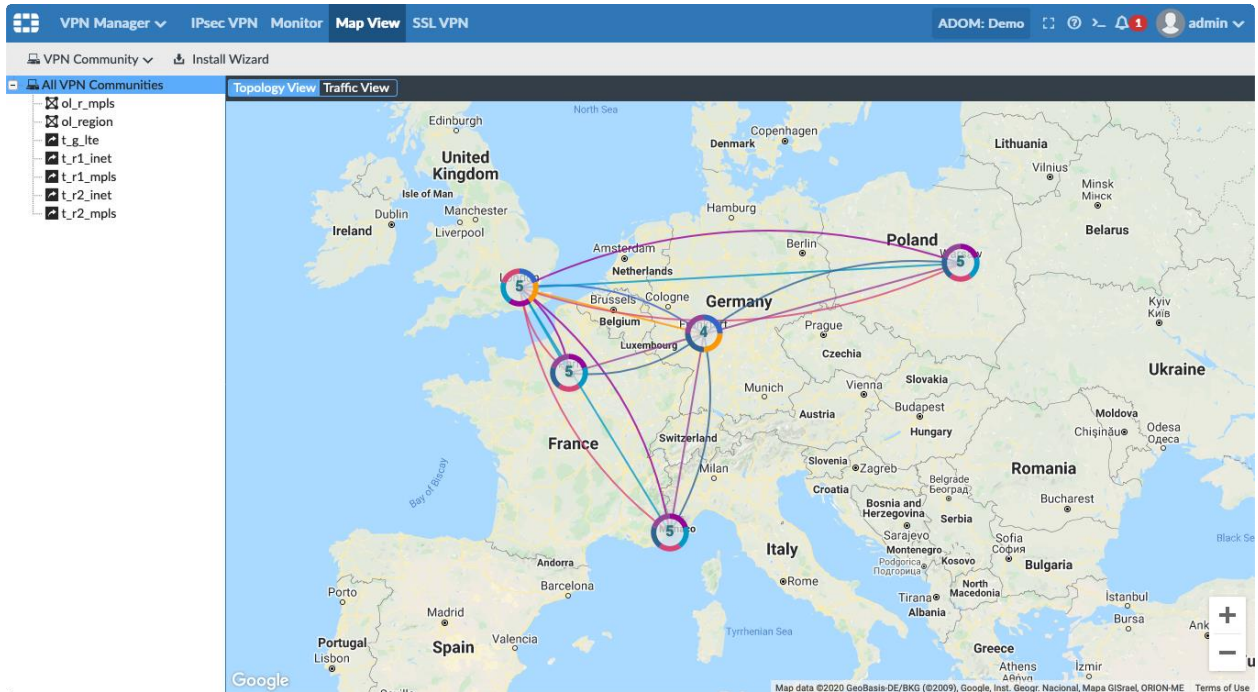 VPN Manager IPsec VPN Monitor Map View SSL VPN ADOM: Demo 1 admin
VPN Community Install Wizard
All VPN Communities
ol_r_mpls
ol_region
t_g_lte
t_r1_inet
t_r1_mpls
t_r2_inet
t_r2_mpls
Topology View Traffic View
North Sea
Edinburgh
Copenhagen
Denmark
Lithuania
United
Kingdom
Vilnius
Isle of Man
Minsk
Мінск
Dublin
Manchester
Hamburg
Ireland
Liverpool
Belarus
Amsterdam
Berlin
Poland
Netherlands
5
5
Brussels
Cologne
Germany
Kyiv
Київ
Belgium
4
Prague
Luxembourg
Czechia
5
Ukraine
Munich
Vienna
Slovakia
Austria
Budapest
Moldova
Hungary
Chișinău
Odesa
Одеса
France
Switzerland
Milan
Slovenia
Zagreb
Romania
Croatia
Belgrade
Београд
Bay of Biscay
Bosnia and
Herzegovina
Serbia
Bucharest
5
Sarajevo
Italy
Montenegro
Sofia
София
Black Se
Andorra
Podgorica
Подгорица
Kosovo
Bulgaria
Barcelona
Rome
North
Macedonia
Porto
Tirana
İstanbul
Albania
Bursa
Ank
Madrid
Portugal
Spain
Valencia
Tyrrhenian Sea
Lisbon
Greece
Athens
Αθήνα
İzmir
+
−
Google
Map data ©2020 GeoBasis-DE/BKG (©2009), Google, Inst. Geogr. Nacional, Mapa GISrael, ORION-ME Terms of Use